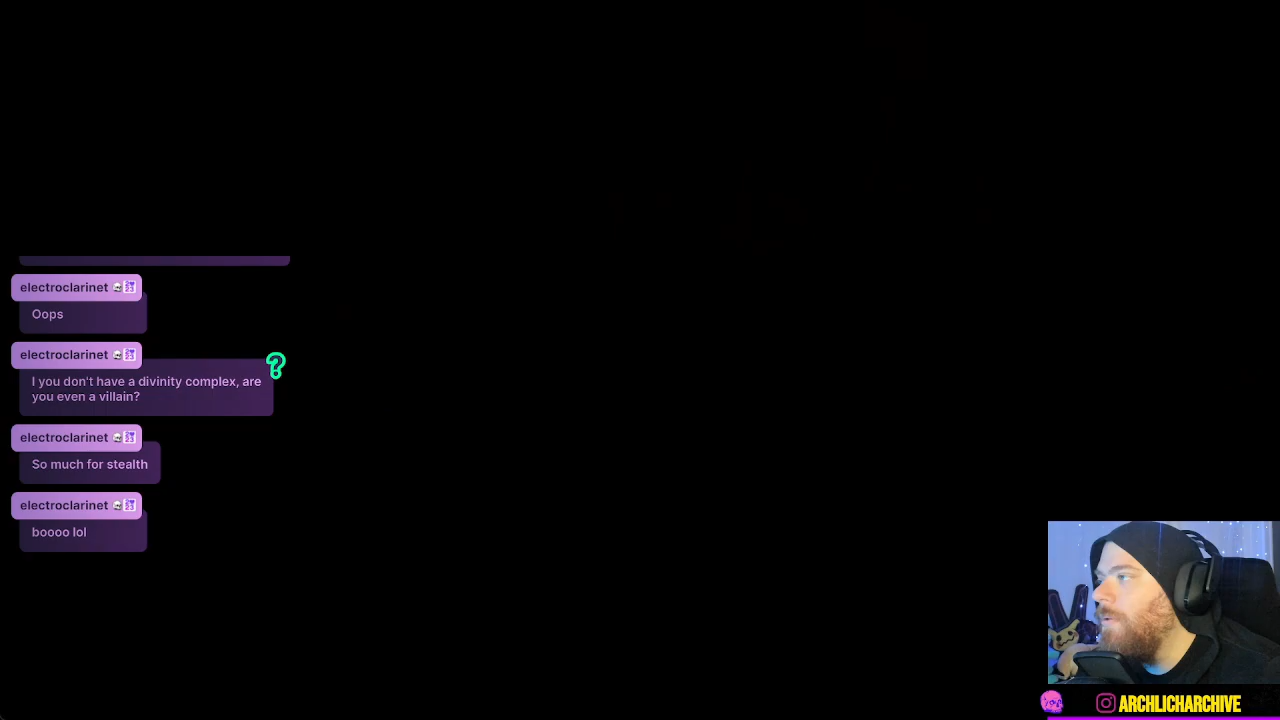 electroclarinet
Oops
electroclarinet
I you don't have a divinity complex, are
you even a villain?
electroclarinet
So much for stealth
electroclarinet
boooo lol
ARCHLICHARCHIVE